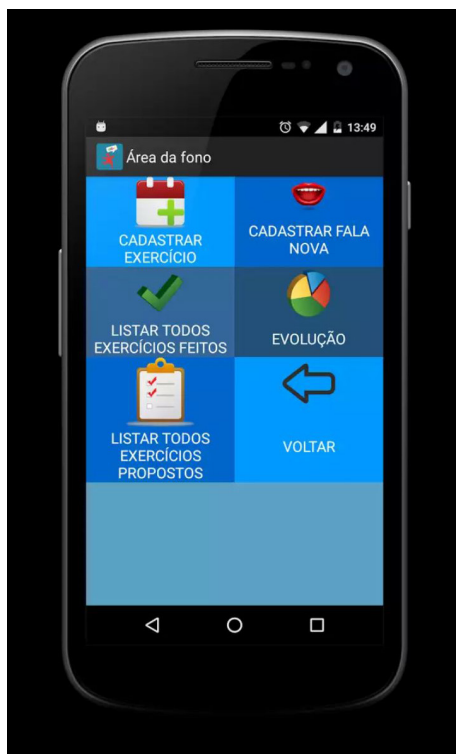 13:49
Área da fono
CADASTRAR
EXERCÍCIO
CADASTRAR FALA
NOVA
LISTAR TODOS
EXERCÍCIOS FEITOS
EVOLUÇÃO
LISTAR TODOS
EXERCÍCIOS
PROPOSTOS
VOLTAR